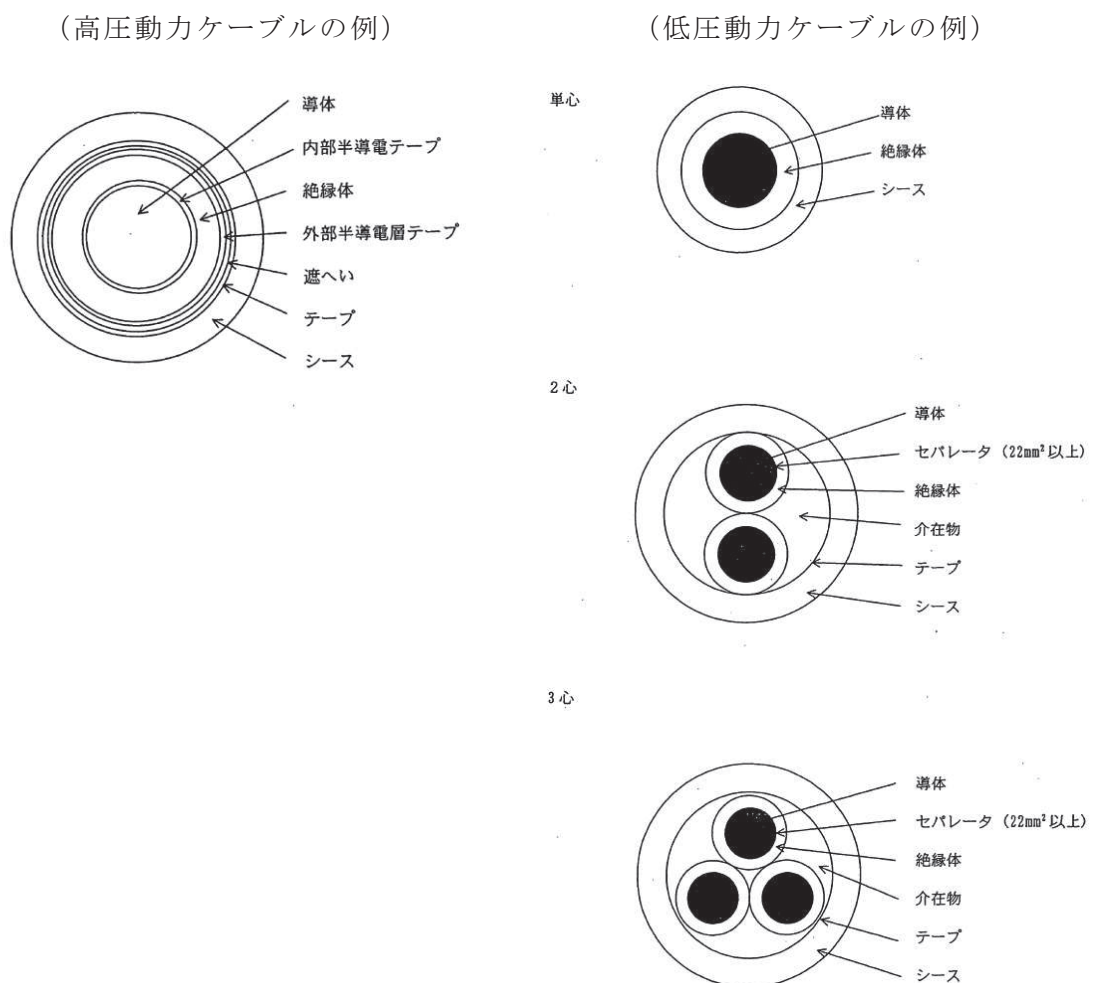 (高圧動力ケーブルの例)
導体
内部半導電テープ
絶縁体
外部半導電層テープ
遮へい
テープ
シース
(低圧動力ケーブルの例)
単心
導体
絶縁体
シース
2心
導体
セパレータ (22mm²以上)
絶縁体
介在物
テープ
シース
3心
導体
セパレータ (22mm²以上)
絶縁体
介在物
テープ
シース